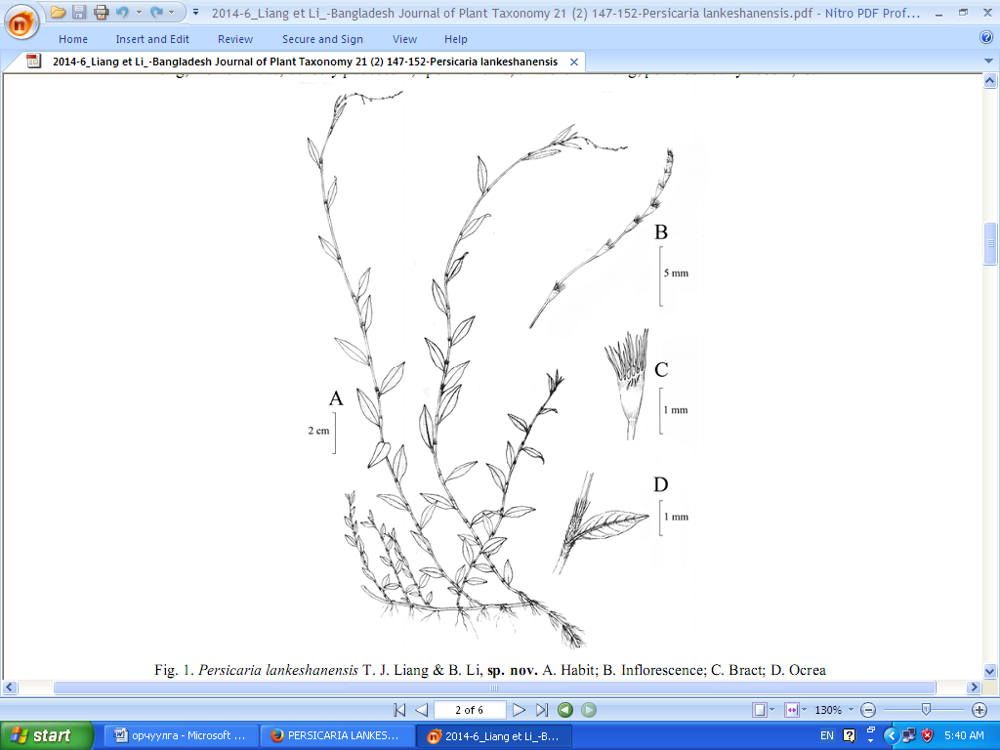 2014-6_Liang et Li_-Bangladesh Journal of Plant Taxonomy 21 (2) 147-152-Persicaria lankeshanensis.pdf - Nitro PDF Prof...
Home Insert and Edit Review Secure and Sign View Help
2014-6_Liang et Li_-Bangladesh Journal of Plant Taxonomy 21 (2) 147-152-Persicaria lankeshanensis
B
5 mm
C
1 mm
A
2 cm
D
1 mm
Fig. 1. Persicaria lankeshanensis T. J. Liang & B. Li, sp. nov. A. Habit; B. Inflorescence; C. Bract; D. Ocrea
2 of 6 130%
start орчуулга - Microsoft ... PERSICARIA LANKES... 2014-6_Liang et Li_-B... EN 5:40 AM